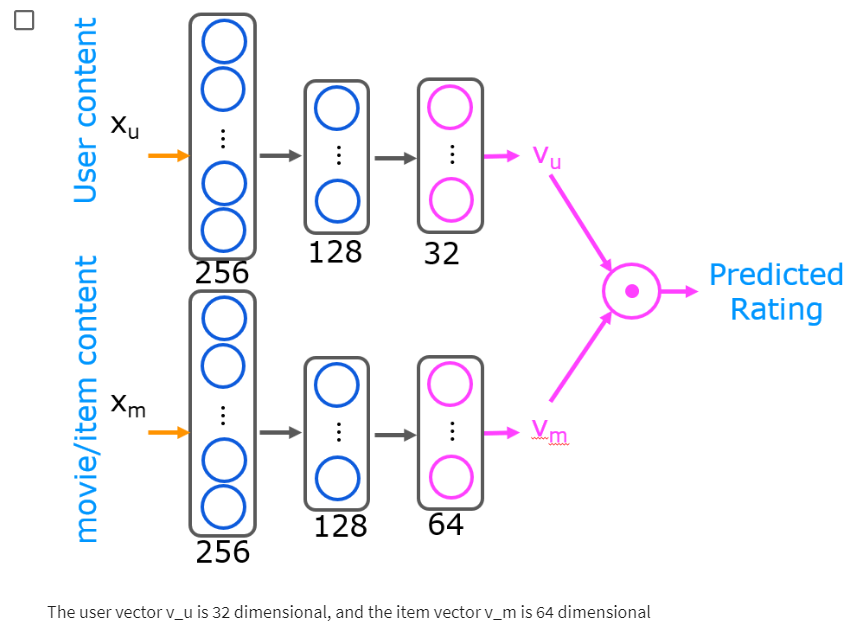 User content
x_u
256
128
32
v_u
movie/item content
x_m
256
128
64
v_m
Predicted
Rating
The user vector v_u is 32 dimensional, and the item vector v_m is 64 dimensional